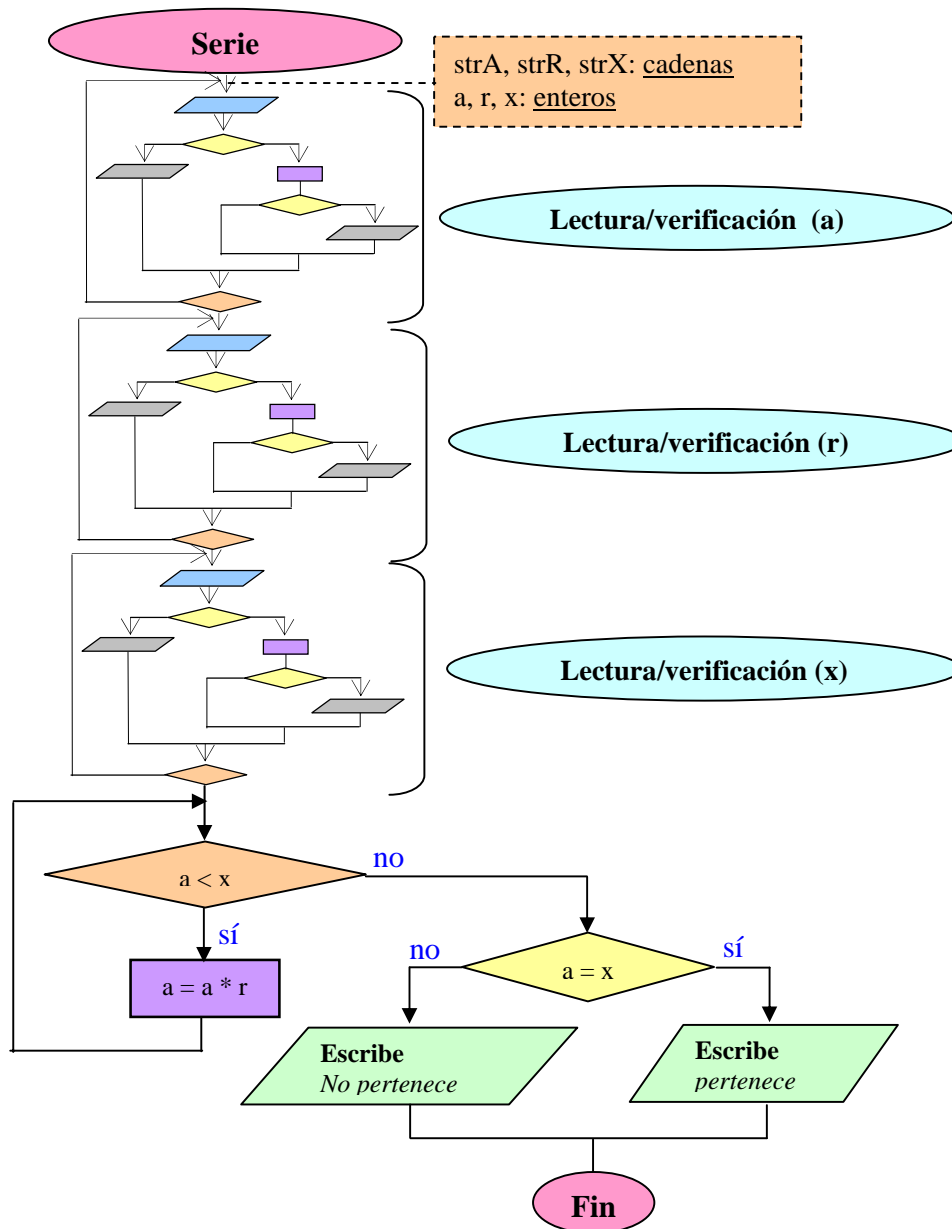 Serie
strA, strR, strX: cadenas
a, r, x: enteros
Lectura/verificación (a)
Lectura/verificación (r)
Lectura/verificación (x)
a < x
no
sí
a = a * r
a = x
no
sí
Escribe
No pertenece
Escribe
pertenece
Fin